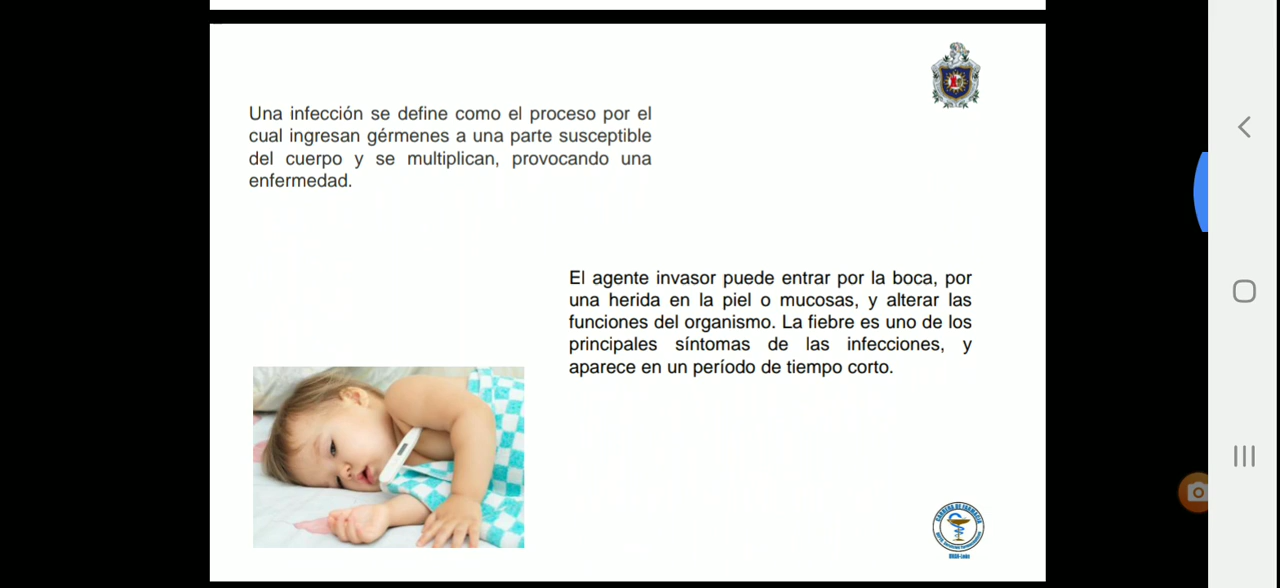 Una infección se define como el proceso por el
cual ingresan gérmenes a una parte susceptible
del cuerpo y se multiplican, provocando una
enfermedad.
El agente invasor puede entrar por la boca, por
una herida en la piel o mucosas, y alterar las
funciones del organismo. La fiebre es uno de los
principales síntomas de las infecciones, y
aparece en un período de tiempo corto.
CARRERA DE FARMACIA